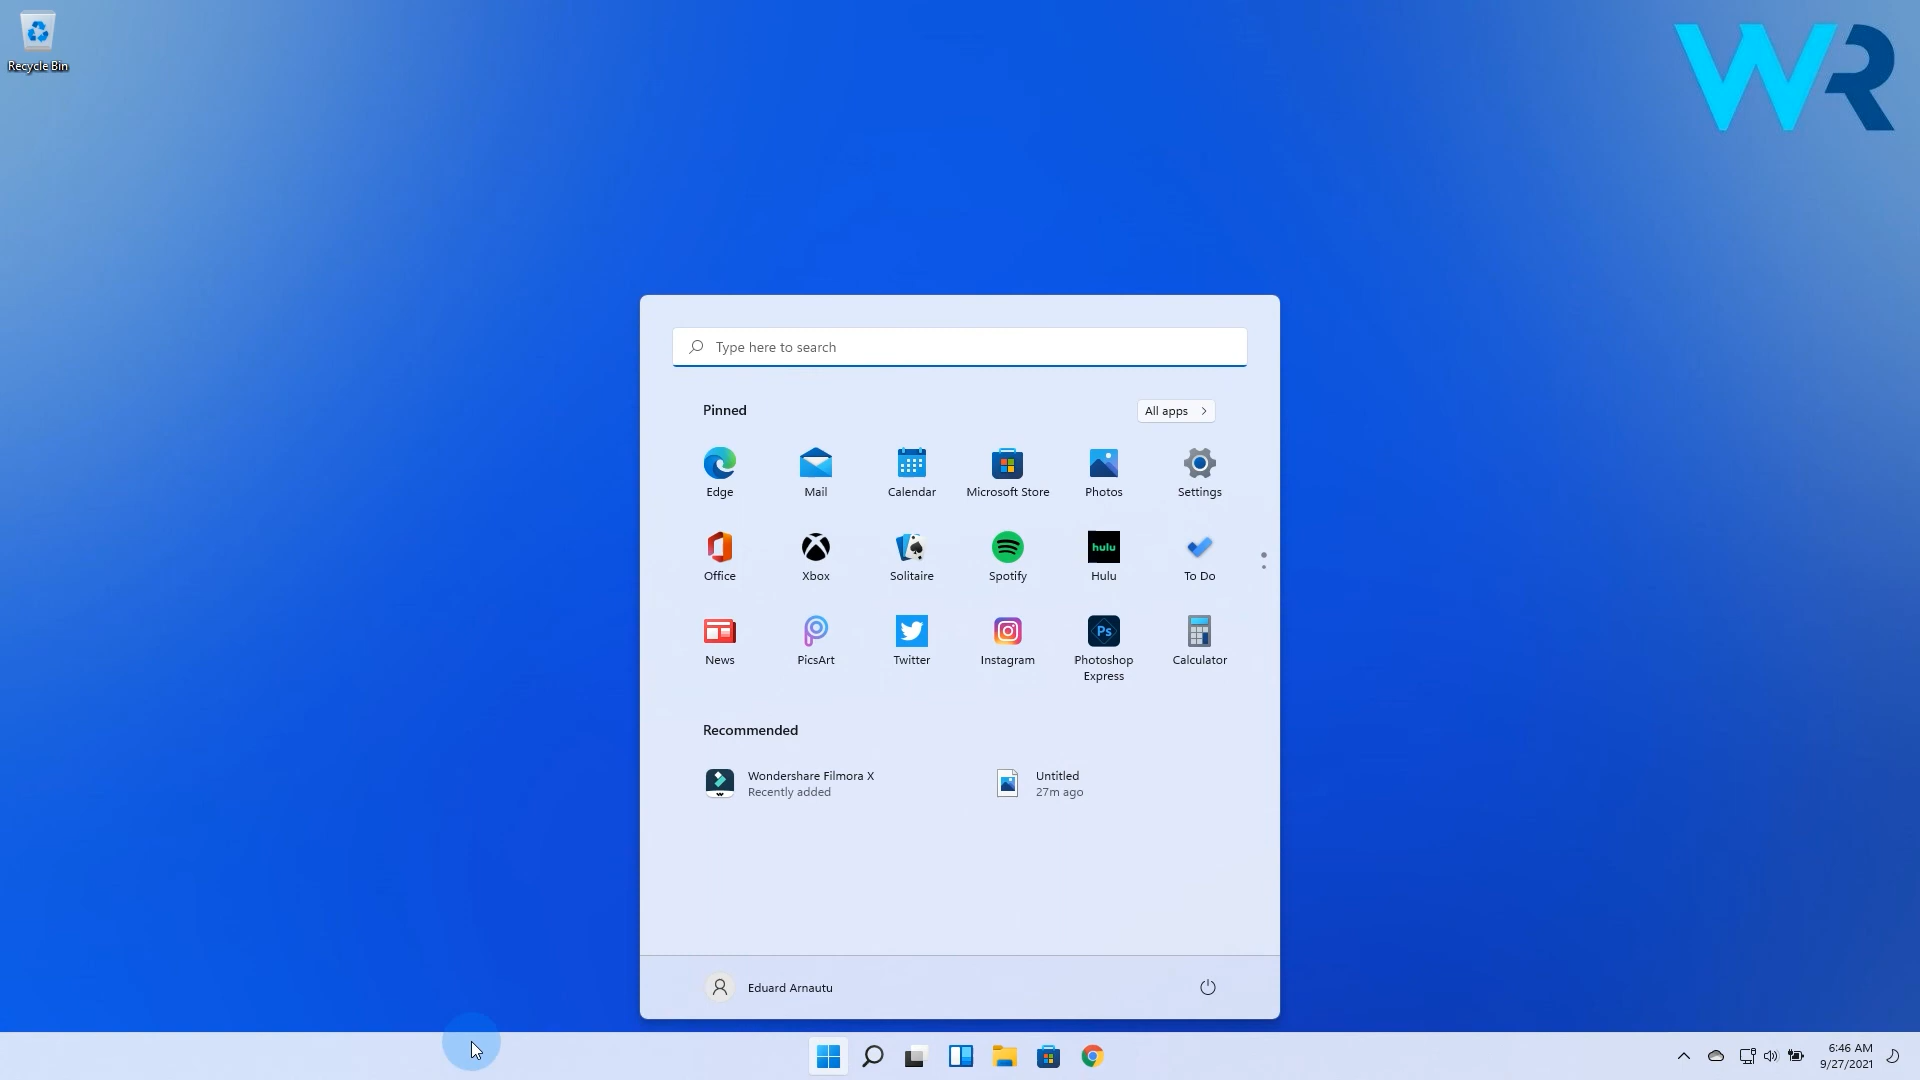 Recycle Bin
WR
Type here to search
Pinned
All apps
Edge
Mail
Calendar
Microsoft Store
Photos
Settings
Office
Xbox
Solitaire
Spotify
hulu
Hulu
To Do
News
PicsArt
Twitter
Instagram
Ps
Photoshop
Express
Calculator
Recommended
Wondershare Filmora X
Recently added
Untitled
27m ago
Eduard Arnautu
6:46 AM
9/27/2021